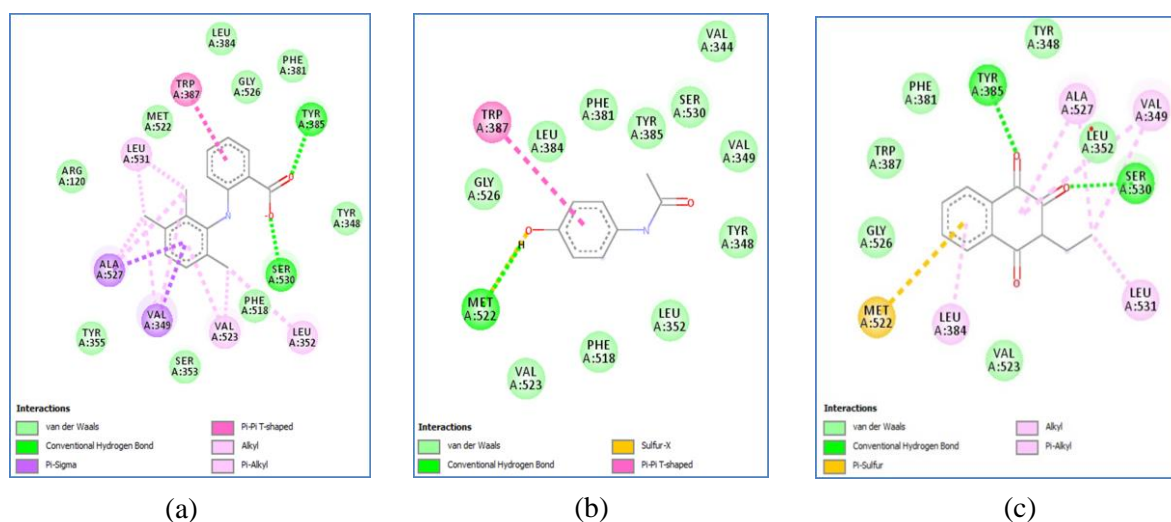 LEU
A:384
PHE
A:381
TRP
A:387
GLY
A:526
TYR
A:385
MET
A:522
LEU
A:531
ARG
A:120
N
O
O
-
TYR
A:348
ALA
A:527
SER
A:530
VAL
A:349
PHE
A:518
VAL
A:523
LEU
A:352
TYR
A:355
SER
A:353
Interactions
van der Waals
Conventional Hydrogen Bond
Pi-Sigma
Pi-Pi T-shaped
Alkyl
Pi-Alkyl
(a)
VAL
A:344
TRP
A:387
PHE
A:381
SER
A:530
LEU
A:384
TYR
A:385
VAL
A:349
GLY
A:526
O
H
N
O
TYR
A:348
MET
A:522
LEU
A:352
PHE
A:518
VAL
A:523
Interactions
van der Waals
Conventional Hydrogen Bond
Sulfur-X
Pi-Pi T-shaped
(b)
TYR
A:348
TYR
A:385
PHE
A:381
ALA
A:527
VAL
A:349
LEU
A:352
TRP
A:387
O
O
SER
A:530
GLY
A:526
O
MET
A:522
LEU
A:384
LEU
A:531
VAL
A:523
Interactions
van der Waals
Conventional Hydrogen Bond
Pi-Sulfur
Alkyl
Pi-Alkyl
(c)